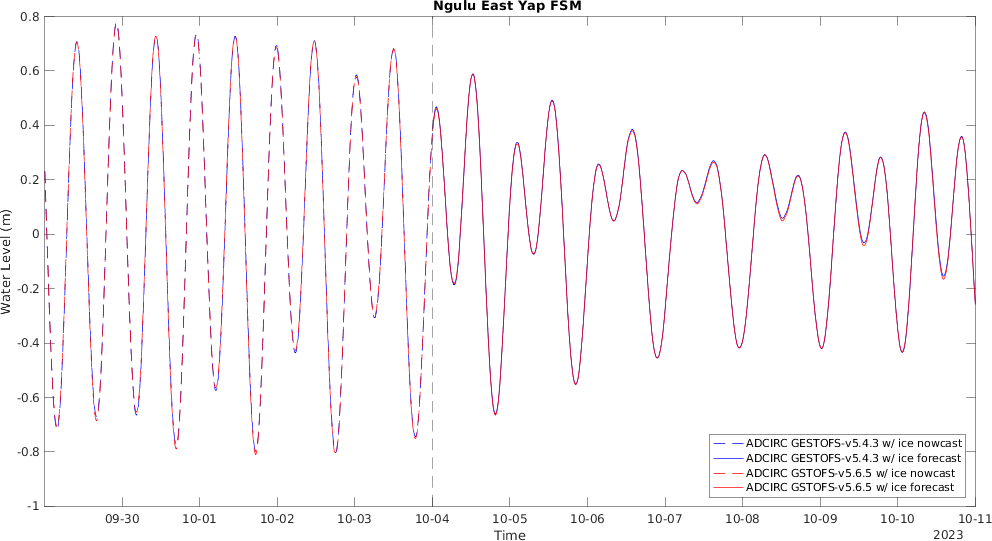 Ngulu East Yap FSM
0.8
0.6
0.4
0.2
0
-0.2
-0.4
-0.6
-0.8
-1
Water Level (m)
ADCIRC GESTOFS-v5.4.3 w/ ice nowcast
ADCIRC GESTOFS-v5.4.3 w/ ice forecast
ADCIRC GSTOFS-v5.6.5 w/ ice nowcast
ADCIRC GSTOFS-v5.6.5 w/ ice forecast
09-30 10-01 10-02 10-03 10-04 10-05 10-06 10-07 10-08 10-09 10-10 10-11
Time
2023